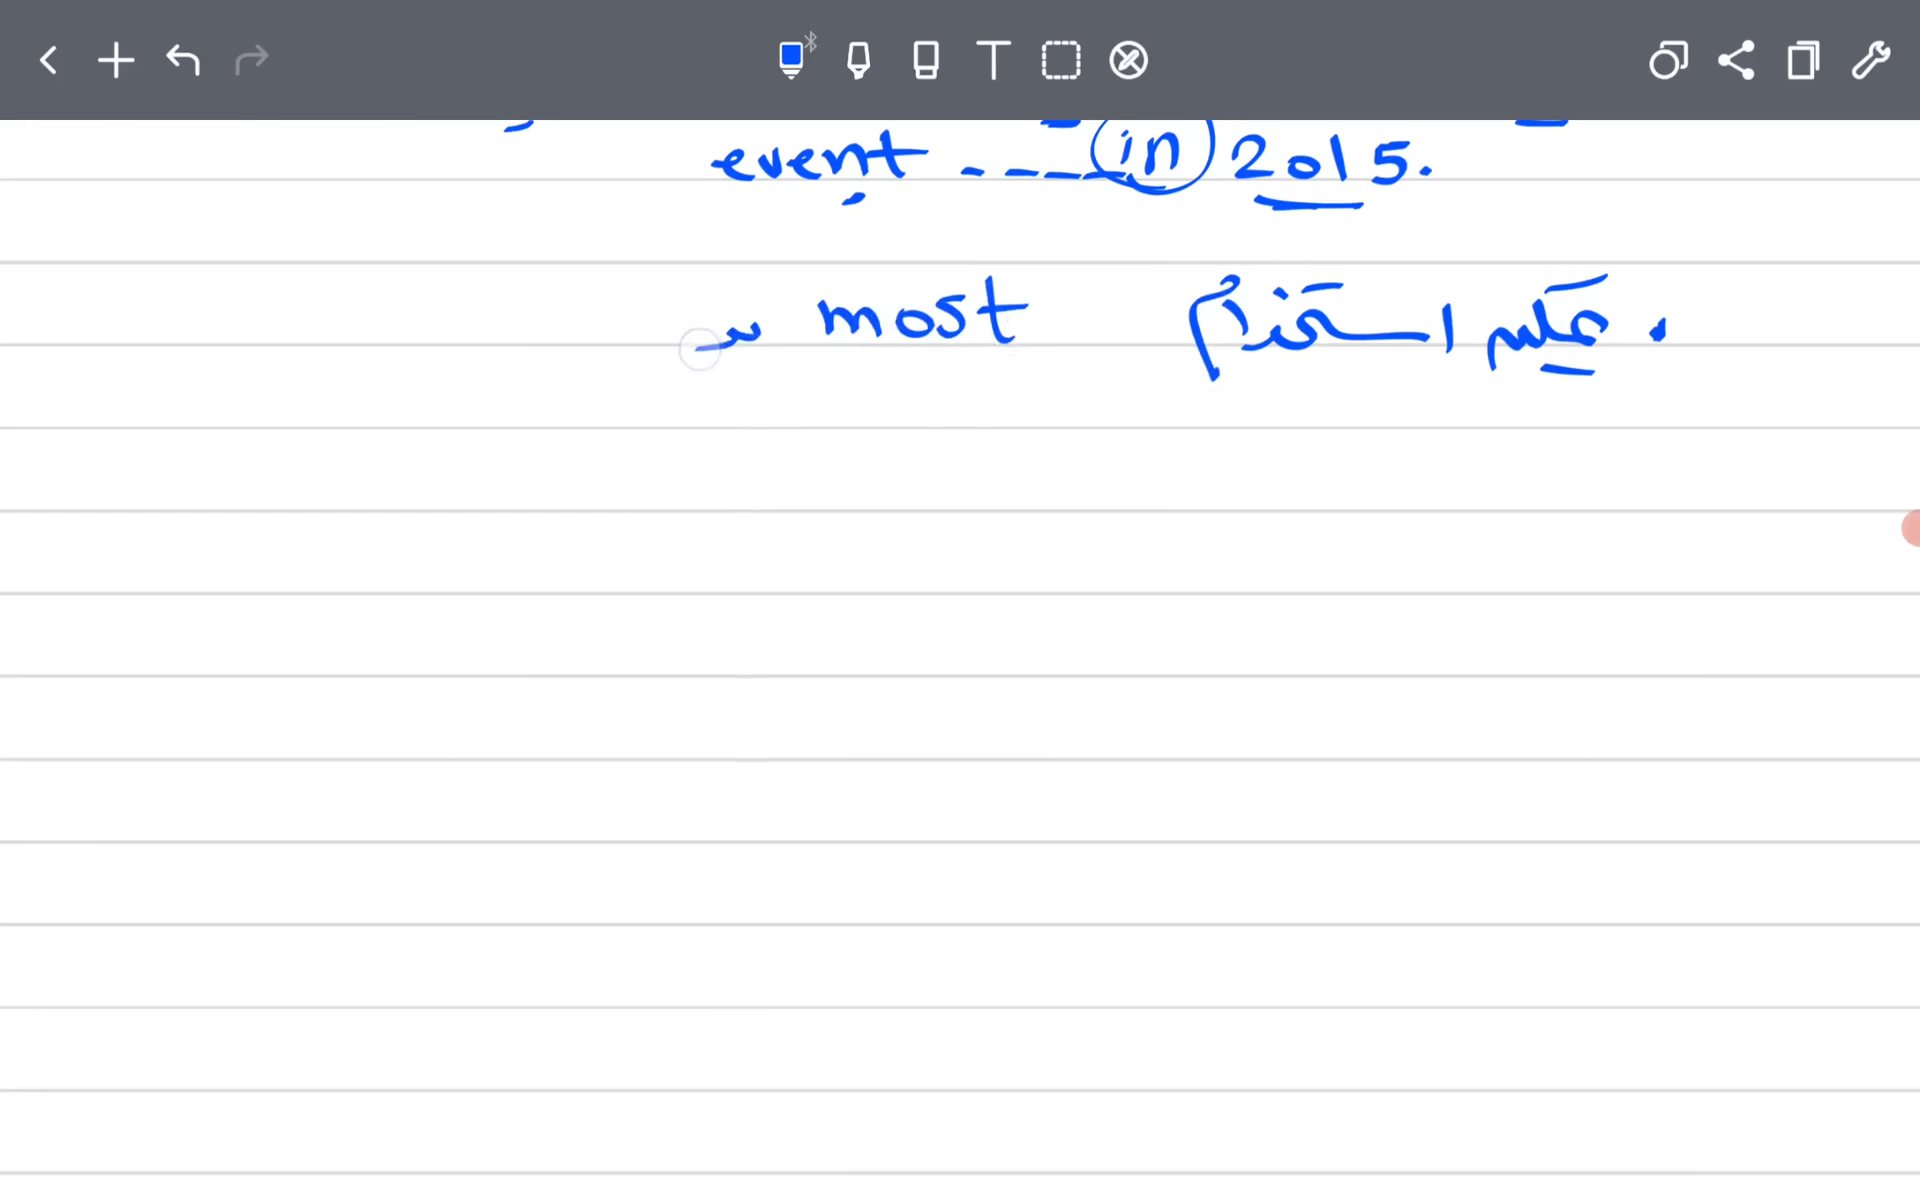 event - - - - - in 2015.
. حكم استخدام most